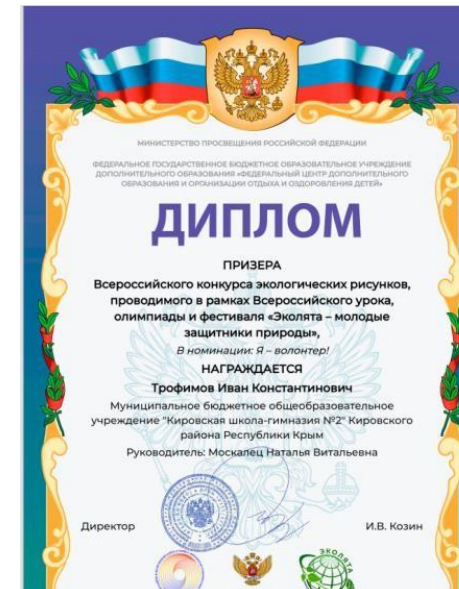 МИНИСТЕРСТВО ПРОСВЕЩЕНИЯ РОССИЙСКОЙ ФЕДЕРАЦИИ
ФЕДЕРАЛЬНОЕ ГОСУДАРСТВЕННОЕ БЮДЖЕТНОЕ ОБРАЗОВАТЕЛЬНОЕ УЧРЕЖДЕНИЕ
ДОПОЛНИТЕЛЬНОГО ОБРАЗОВАНИЯ «ФЕДЕРАЛЬНЫЙ ЦЕНТР ДОПОЛНИТЕЛЬНОГО
ОБРАЗОВАНИЯ И ОРГАНИЗАЦИИ ОТДЫХА И ОЗДОРОВЛЕНИЯ ДЕТЕЙ»
ДИПЛОМ
ПРИЗЕРА
Всероссийского конкурса экологических рисунков,
проводимого в рамках Всероссийского урока,
олимпиады и фестиваля «Эколята – молодые
защитники природы»,
В номинации: Я – волонтер!
НАГРАЖДАЕТСЯ
Трофимов Иван Константинович
Муниципальное бюджетное общеобразовательное
учреждение "Кировская школа-гимназия №2" Кировского
района Республики Крым
Руководитель: Москалец Наталья Витальевна
Директор
И.В. Козин
ЭКОЛЯТА